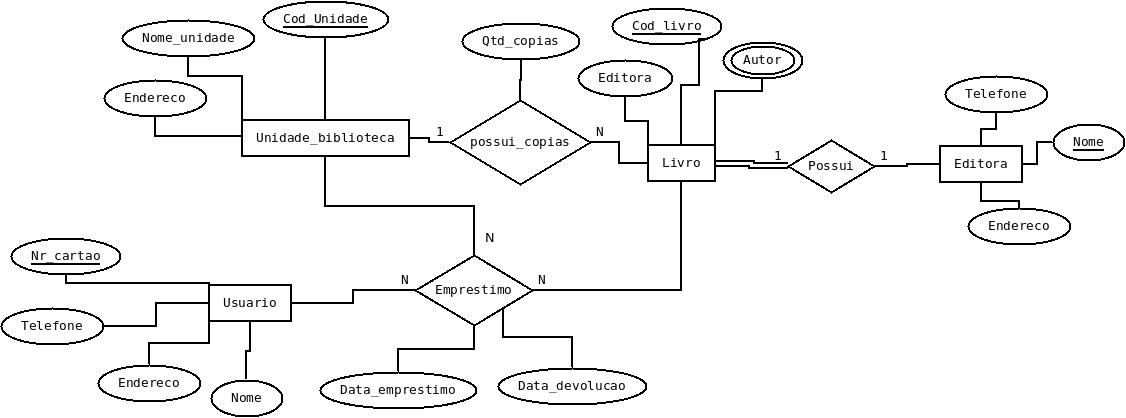 Cod_Unidade
Nome_unidade
Endereco
Unidade_biblioteca
1
Qtd_copias
possui_copias
N
Cod_livro
Editora
Autor
Livro
1
Possui
1
Telefone
Nome
Editora
Endereco
N
Nr_cartao
Telefone
Usuario
Endereco
Nome
N
Emprestimo
N
Data_emprestimo
Data_devolucao